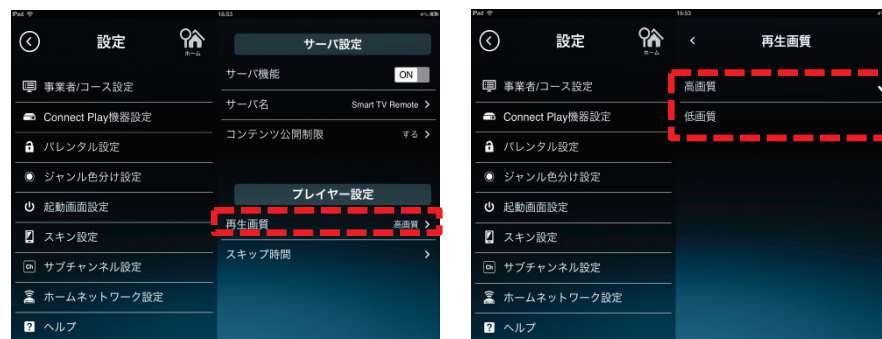 iPad
18:53
設定
ホーム
事業者/コース設定
Connect Play機器設定
パレンタル設定
ジャンル色分け設定
起動画面設定
スキン設定
Ch サブチャンネル設定
ホームネットワーク設定
? ヘルプ
サーバ設定
サーバ機能 ON
サーバ名 Smart TV Remote >
コンテンツ公開制限 する >
プレイヤー設定
再生画質 高画質 >
スキップ時間 >
iPad
18:53
設定
ホーム
事業者/コース設定
Connect Play機器設定
パレンタル設定
ジャンル色分け設定
起動画面設定
スキン設定
Ch サブチャンネル設定
ホームネットワーク設定
? ヘルプ
< 再生画質
高画質
低画質